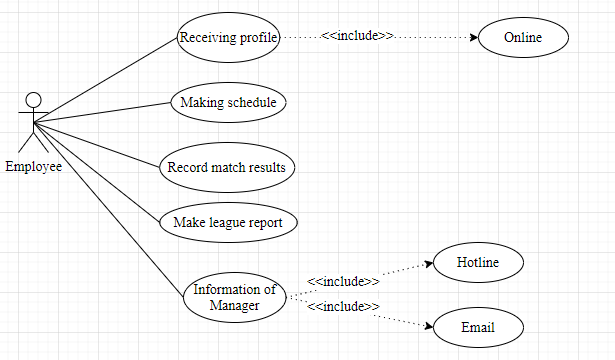 Receiving profile
<<include>>
Online
Making schedule
Employee
Record match results
Make league report
Information of
Manager
<<include>>
Hotline
<<include>>
Email